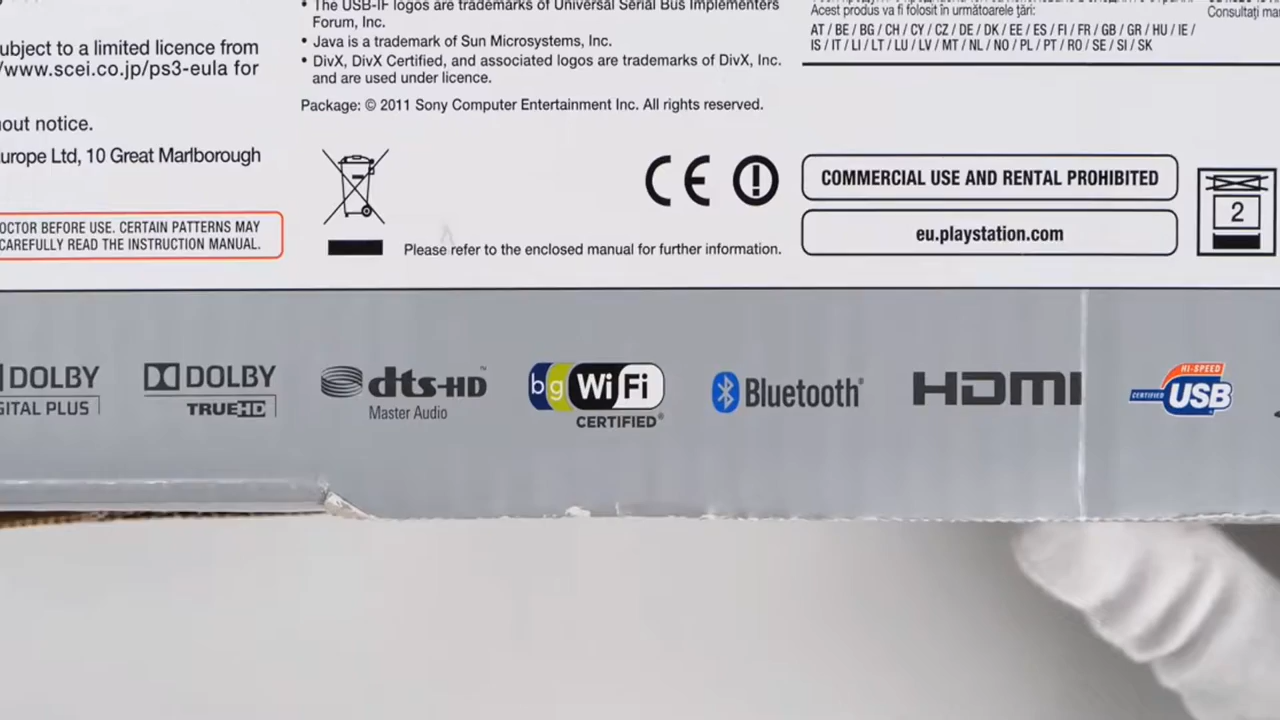 ubject to a limited licence from
/www.scei.co.jp/ps3-eula for
out notice.
urope Ltd, 10 Great Marlborough
OCTOR BEFORE USE. CERTAIN PATTERNS MAY
CAREFULLY READ THE INSTRUCTION MANUAL.
• The USB-IF logos are trademarks of Universal Serial Bus Implementers
Forum, Inc.
• Java is a trademark of Sun Microsystems, Inc.
• DivX, DivX Certified, and associated logos are trademarks of DivX, Inc.
and are used under licence.
Package: © 2011 Sony Computer Entertainment Inc. All rights reserved.
CE
Please refer to the enclosed manual for further information.
Acest produs va fi folosit în următoarele țări:
AT / BE / BG / CH / CY / CZ / DE / DK / EE / ES / FI / FR / GB / GR / HU / IE /
IS / IT / LI / LT / LU / LV / MT / NL / NO / PL / PT / RO / SE / SI / SK
Consultați
COMMERCIAL USE AND RENTAL PROHIBITED
eu.playstation.com
2
DOLBY
GITAL PLUS
DOLBY
TRUEHD
dts-HD™
Master Audio
bg Wi Fi
CERTIFIED®
Bluetooth®
HDMI
HI-SPEED
CERTIFIED USB